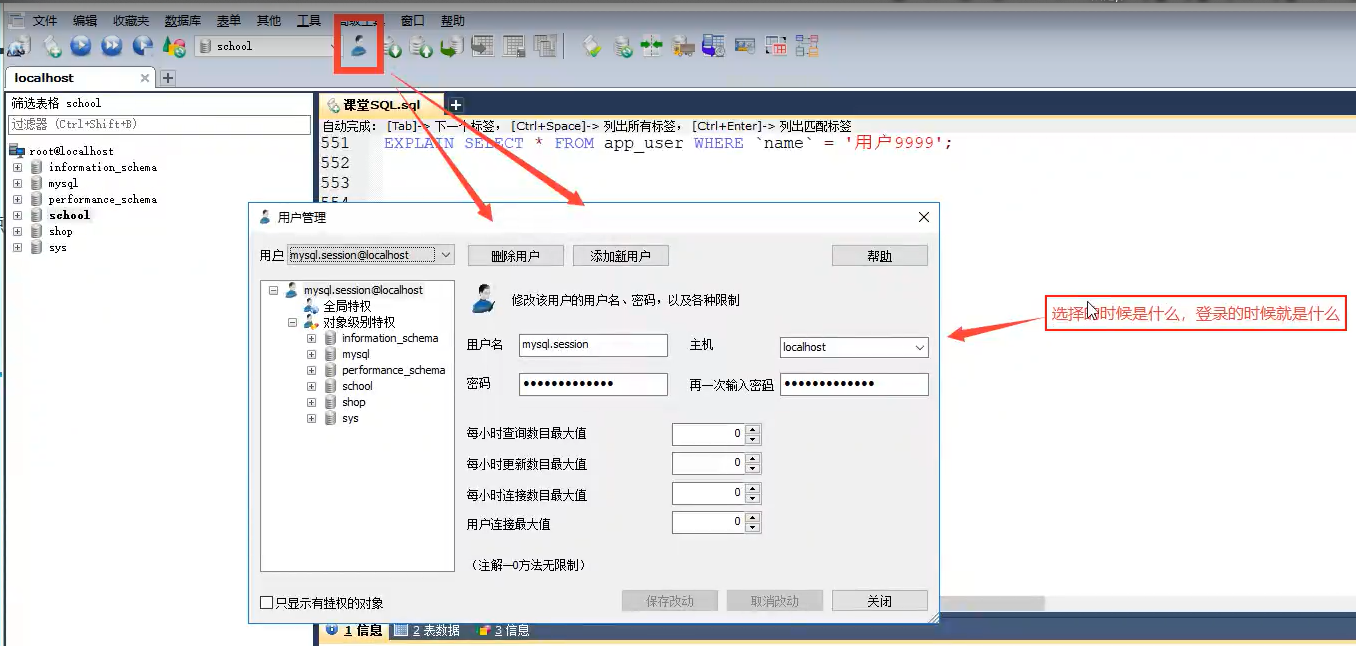 文件 编辑 收藏夹 数据库 表单 其他 工具 高级工具 窗口 帮助
school
localhost
筛选表格 school
过滤器 (Ctrl+Shift+B)
root@localhost
information_schema
mysql
performance_schema
school
shop
sys
课堂SQL.sql
自动完成: [Tab]-> 下一个标签, [Ctrl+Space]-> 列出所有标签, [Ctrl+Enter]-> 列出匹配标签
551 EXPLAIN SELECT * FROM app_user WHERE `name` = '用户9999';
552
553
554
用户管理
用户 mysql.session@localhost 删除用户 添加新用户 帮助
mysql.session@localhost
全局特权
对象级别特权
information_schema
mysql
performance_schema
school
shop
sys
修改该用户的用户名、密码，以及各种限制
用户名 mysql.session 主机 localhost
密码 ●●●●●●●●●●●●● 再一次输入密码 ●●●●●●●●●●●●●
每小时查询数目最大值 0
每小时更新数目最大值 0
每小时连接数目最大值 0
用户连接最大值 0
（注解—0方法无限制）
只显示有特权的对象
保存改动 取消改动 关闭
选择的时候是什么，登录的时候就是什么
1 信息 2 表数据 3 信息